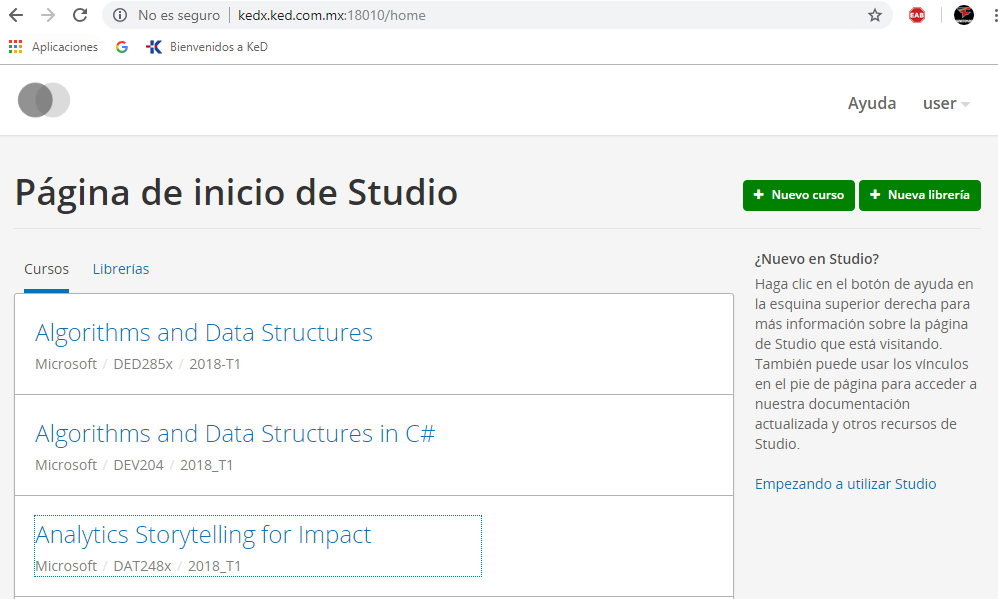 No es seguro | kedx.ked.com.mx:18010/home
EAB
Aplicaciones
G
Bienvenidos a KeD
Ayuda
user
Página de inicio de Studio
+ Nuevo curso
+ Nueva librería
Cursos
Librerías
Algorithms and Data Structures
Microsoft / DED285x / 2018-T1
Algorithms and Data Structures in C#
Microsoft / DEV204 / 2018_T1
Analytics Storytelling for Impact
Microsoft / DAT248x / 2018_T1
¿Nuevo en Studio?
Haga clic en el botón de ayuda en
la esquina superior derecha para
más información sobre la página
de Studio que está visitando.
También puede usar los vínculos
en el pie de página para acceder a
nuestra documentación
actualizada y otros recursos de
Studio.
Empezando a utilizar Studio